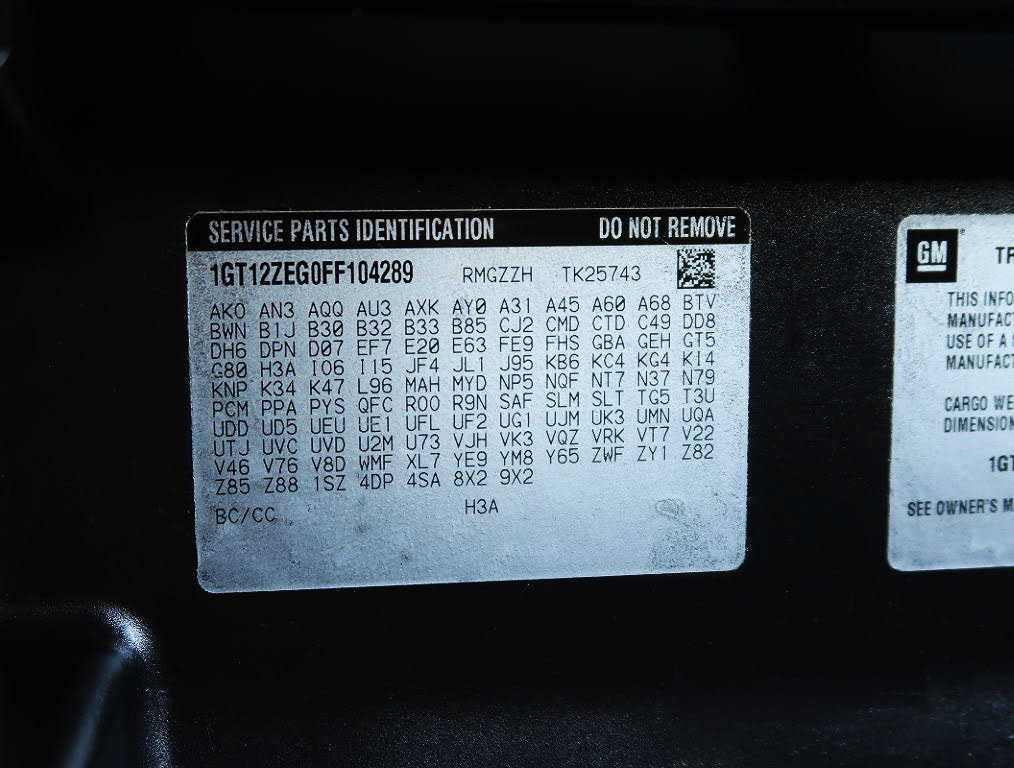 SERVICE PARTS IDENTIFICATION DO NOT REMOVE
1GT12ZEG0FF104289 RMGZZH TK25743
AKO AN3 AQQ AU3 AXK AY0 A31 A45 A60 A68 BTV
BWN B1J B30 B32 B33 B85 CJ2 CMD CTD C49 DD8
DH6 DPN D07 EF7 E20 E63 FE9 FHS GBA GEH GT5
G80 H3A IO6 I15 JF4 JL1 J95 KB6 KC4 KG4 KI4
KNP K34 K47 L96 MAH MYD NP5 NQF NT7 N37 N79
PCM PPA PYS QFC ROO R9N SAF SLM SLT TG5 T3U
UDD UD5 UEU UE1 UFL UF2 UG1 UJM UK3 UMN UQA
UTJ UVC UVD U2M U73 VJH VK3 VQZ VRK VT7 V22
V46 V76 V8D WMF XL7 YE9 YM8 Y65 ZWF ZY1 Z82
Z85 Z88 1SZ 4DP 4SA 8X2 9X2
BC/CC H3A
GM TR
THIS INFO
MANUFACT
USE OF A S
MANUFACT
CARGO WE
DIMENSION
1GT
SEE OWNER'S M